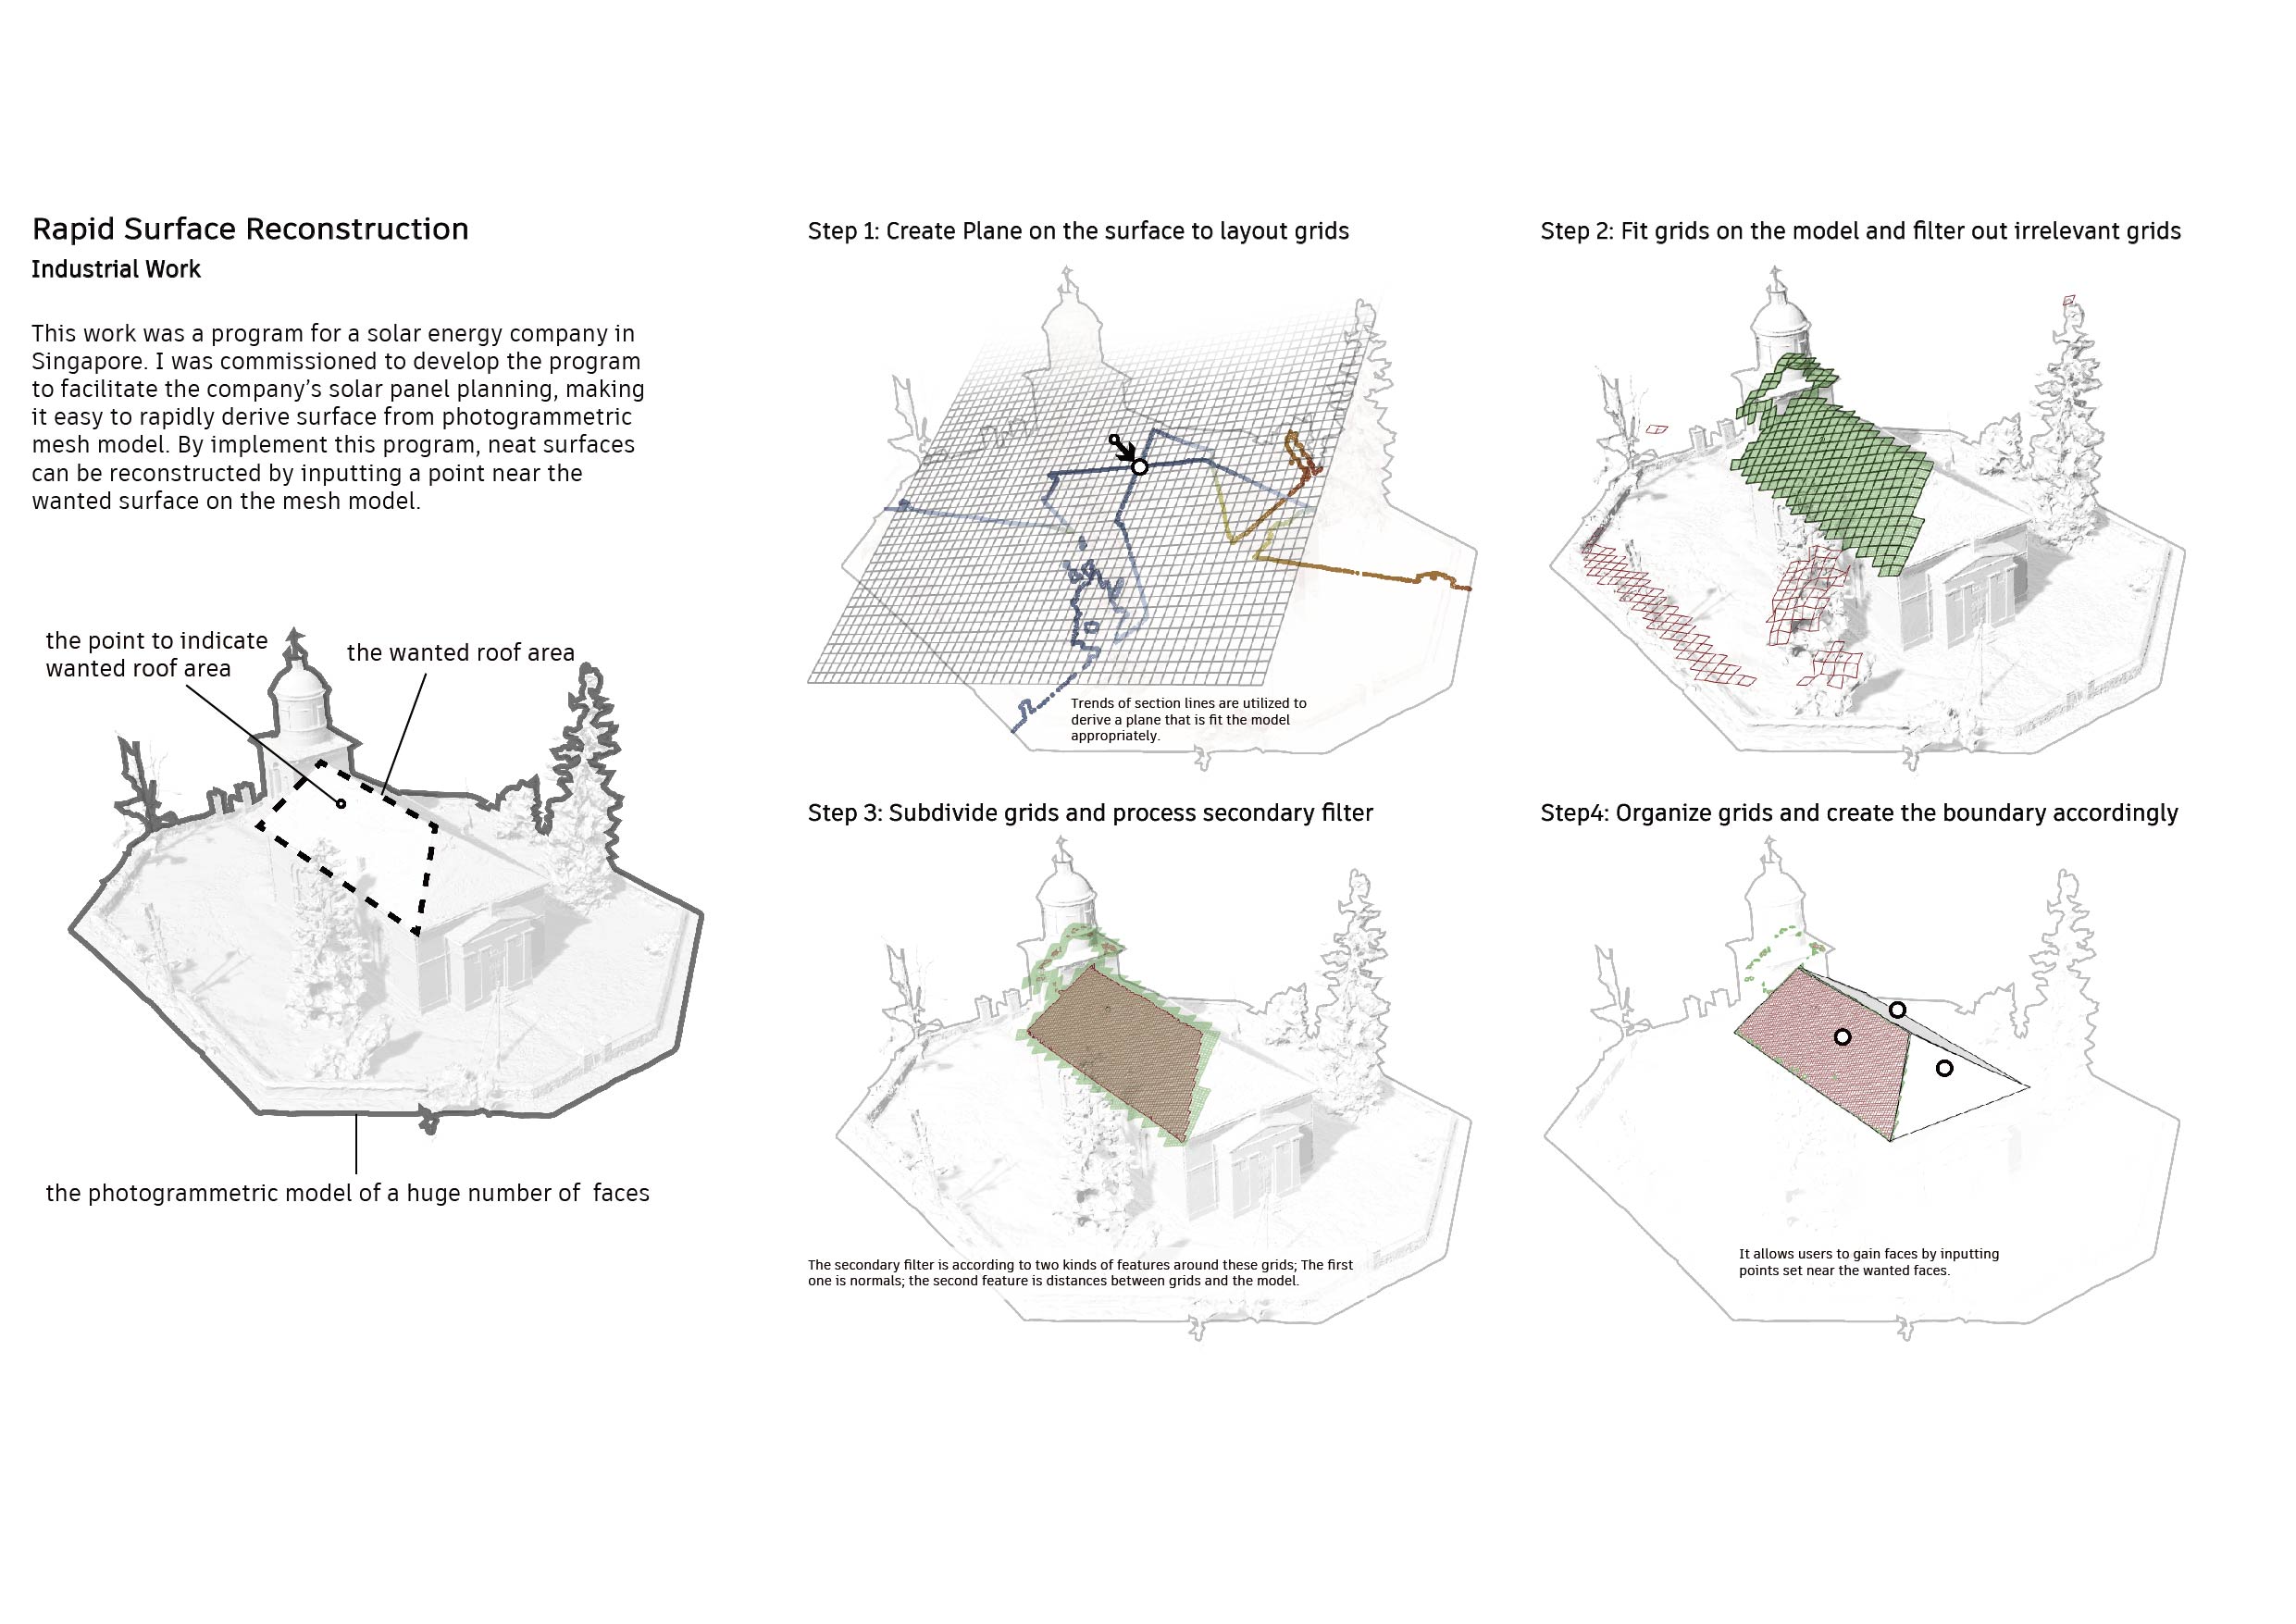 Rapid Surface Reconstruction
Industrial Work
This work was a program for a solar energy company in
Singapore. I was commissioned to develop the program
to facilitate the company's solar panel planning, making
it easy to rapidly derive surface from photogrammetric
mesh model. By implement this program, neat surfaces
can be reconstructed by inputting a point near the
wanted surface on the mesh model.
the point to indicate
wanted roof area
the wanted roof area
the photogrammetric model of a huge number of faces
Step 1: Create Plane on the surface to layout grids
Trends of section lines are utilized to
derive a plane that is fit the model
appropriately.
Step 2: Fit grids on the model and filter out irrelevant grids
Step 3: Subdivide grids and process secondary filter
The secondary filter is according to two kinds of features around these grids; The first
one is normals; the second feature is distances between grids and the model.
Step4: Organize grids and create the boundary accordingly
It allows users to gain faces by inputting
points set near the wanted faces.